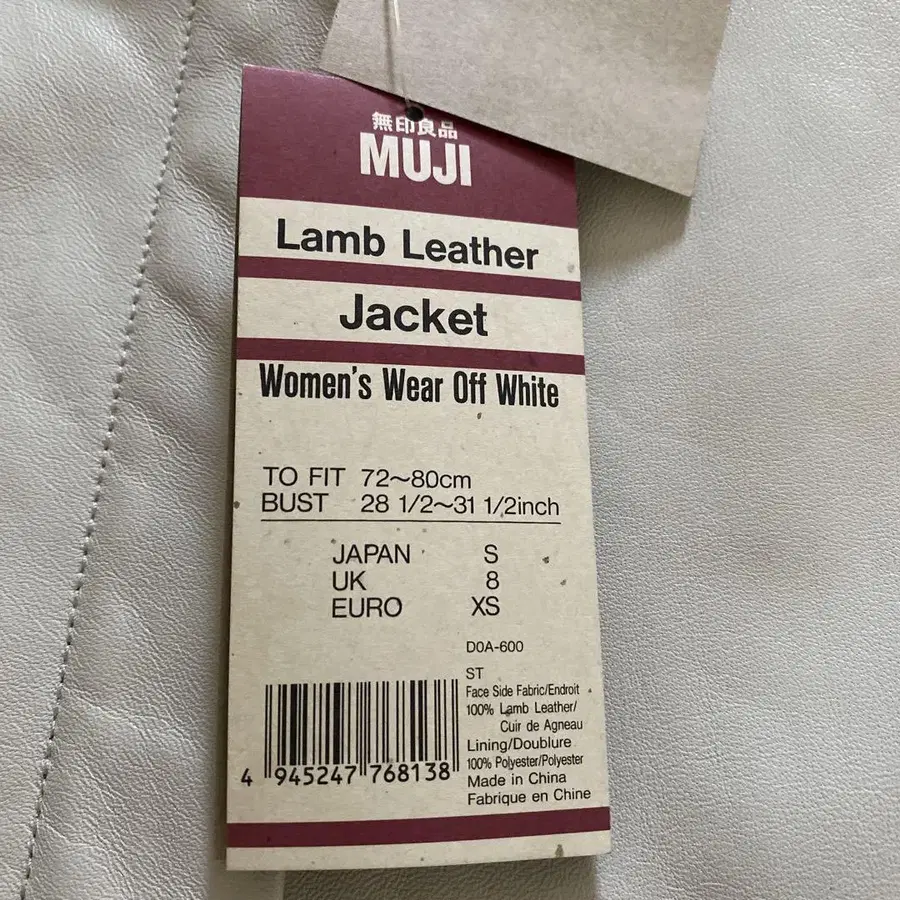 無印良品
MUJI
Lamb Leather
Jacket
Women's Wear Off White
TO FIT 72～80cm
BUST 28 1/2～31 1/2inch
JAPAN S
UK 8
EURO XS
D0A-600
ST
Face Side Fabric/Endroit
100% Lamb Leather/
Cuir de Agneau
Lining/Doublure
100% Polyester/Polyester
Made in China
Fabrique en Chine
4 945247 768138